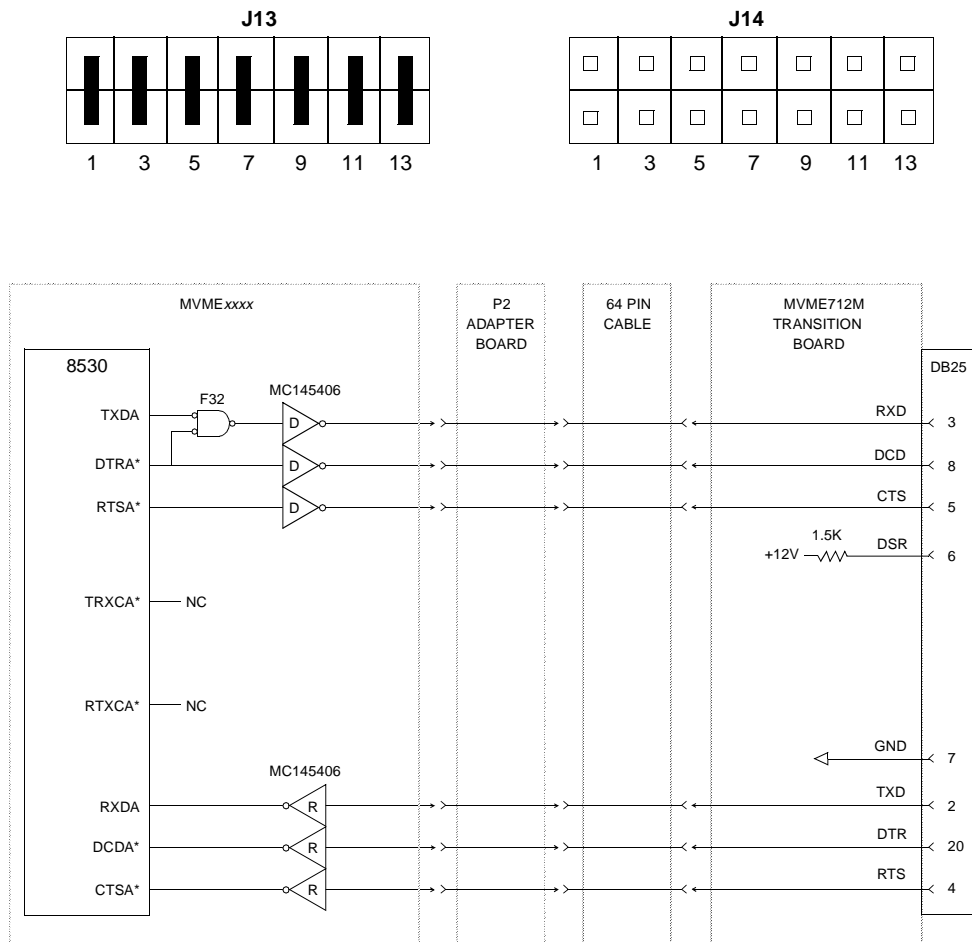 J13
J14
1 3 5 7 9 11 13
1 3 5 7 9 11 13
MVMExxxx
P2
ADAPTER
BOARD
64 PIN
CABLE
MVME712M
TRANSITION
BOARD
8530
DB25
F32
MC145406
TXDA
D
RXD
3
DTRA*
D
DCD
8
RTSA*
D
CTS
5
1.5K
+12V
DSR
6
TRXCA*
NC
RTXCA*
NC
GND
7
MC145406
RXDA
R
TXD
2
DCDA*
R
DTR
20
CTSA*
R
RTS
4